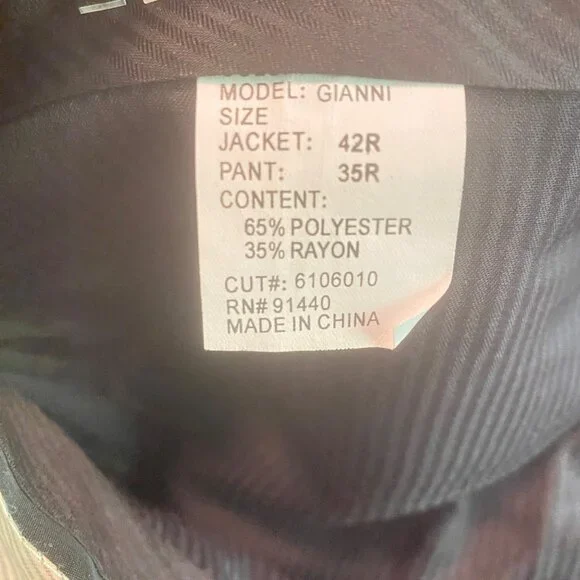 MODEL: GIANNI
SIZE
JACKET: 42R
PANT: 35R
CONTENT:
65% POLYESTER
35% RAYON
CUT#: 6106010
RN# 91440
MADE IN CHINA